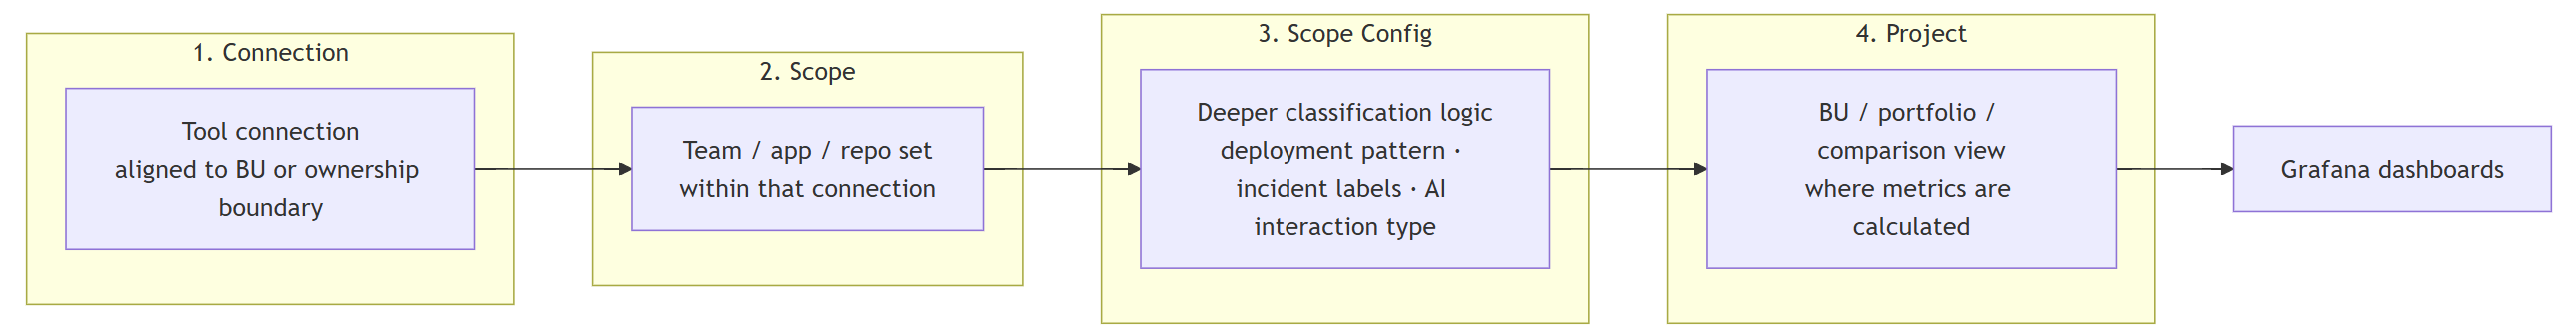 1. Connection
Tool connection
aligned to BU or ownership
boundary
2. Scope
Team / app / repo set
within that connection
3. Scope Config
Deeper classification logic
deployment pattern ·
incident labels · AI
interaction type
4. Project
BU / portfolio /
comparison view
where metrics are
calculated
Grafana dashboards